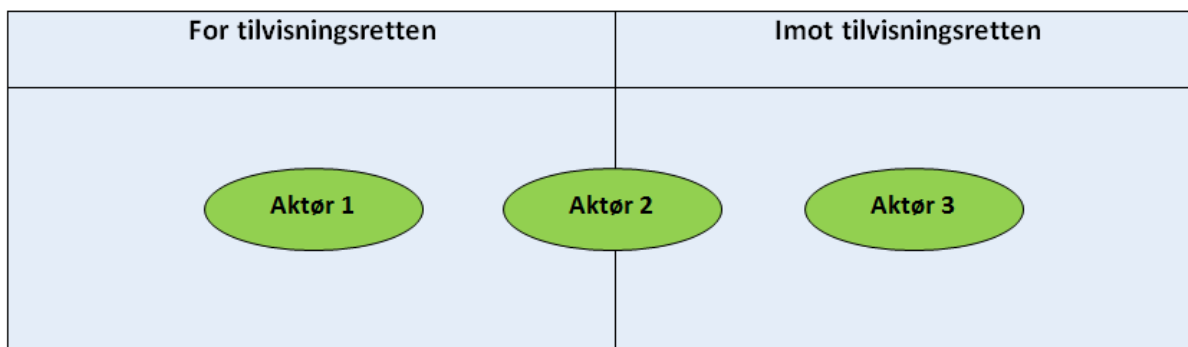 For tilvisningsretten
Imot tilvisningsretten
Aktør 1
Aktør 2
Aktør 3